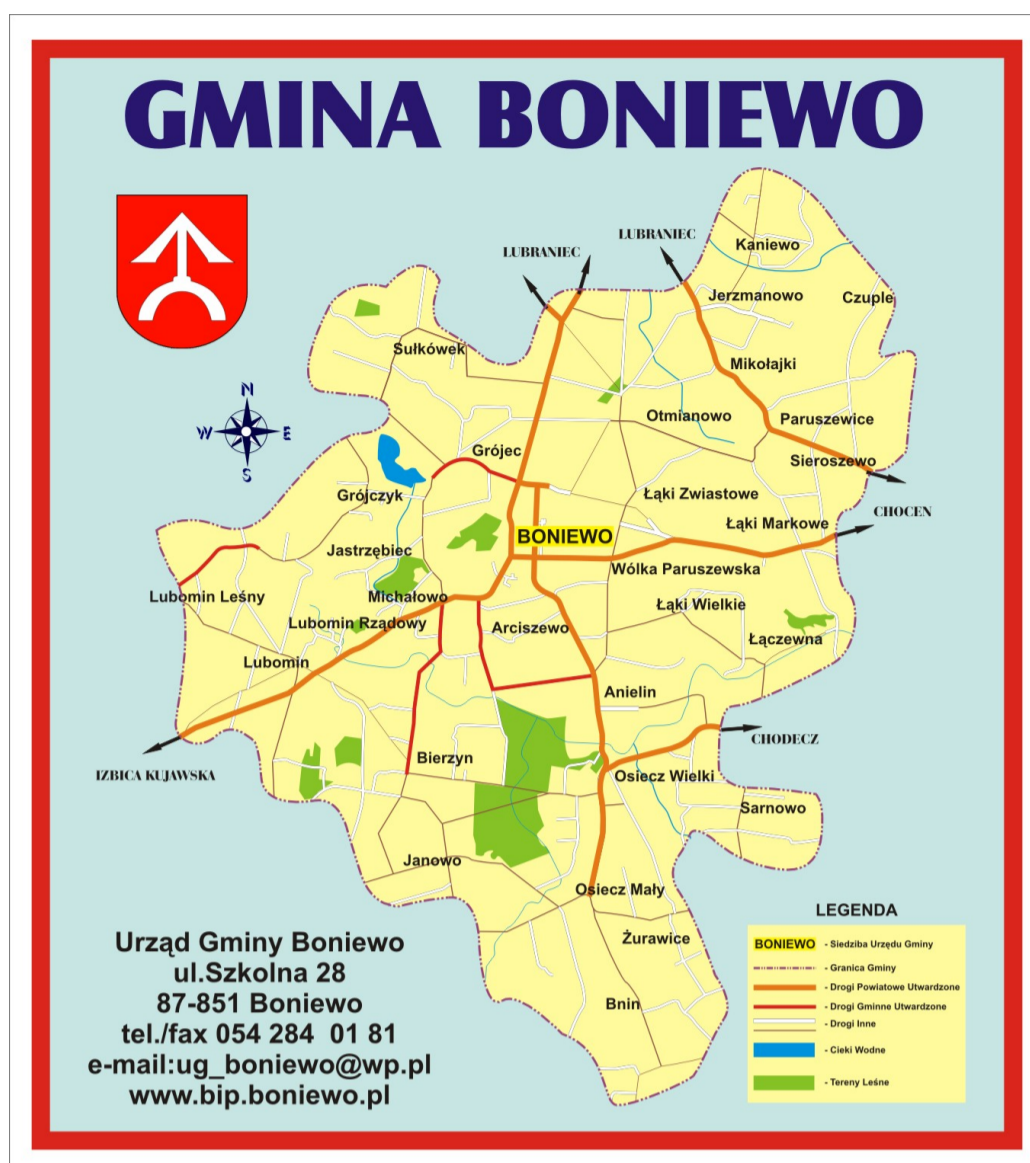 GMINA BONIEWO
LUBRANIEC
LUBRANIEC
Kaniewo
Jerzmanowo
Czuple
Sułkówek
Mikołajki
N
W
E
S
Otmianowo
Paruszewice
Grójec
Sieroszewo
Grójczyk
Łąki Zwiastowe
CHOCEN
Łąki Markowe
BONIEWO
Jastrzębiec
Wólka Paruszewska
Lubomin Leśny
Michałowo
Łąki Wielkie
Lubomin Rządowy
Arciszewo
Łączewna
Lubomin
Anielin
CHODECZ
Bierzyn
IZBICA KUJAWSKA
Osiecz Wielki
Sarnowo
Janowo
Osiecz Mały
Żurawice
Bnin
Urząd Gminy Boniewo
ul.Szkolna 28
87-851 Boniewo
tel./fax 054 284 01 81
e-mail:ug_boniewo@wp.pl
www.bip.boniewo.pl
LEGENDA
BONIEWO - Siedziba Urzędu Gminy
- Granica Gminy
- Drogi Powiatowe Utwardzone
- Drogi Gminne Utwardzone
- Drogi Inne
- Cieki Wodne
- Tereny Leśne